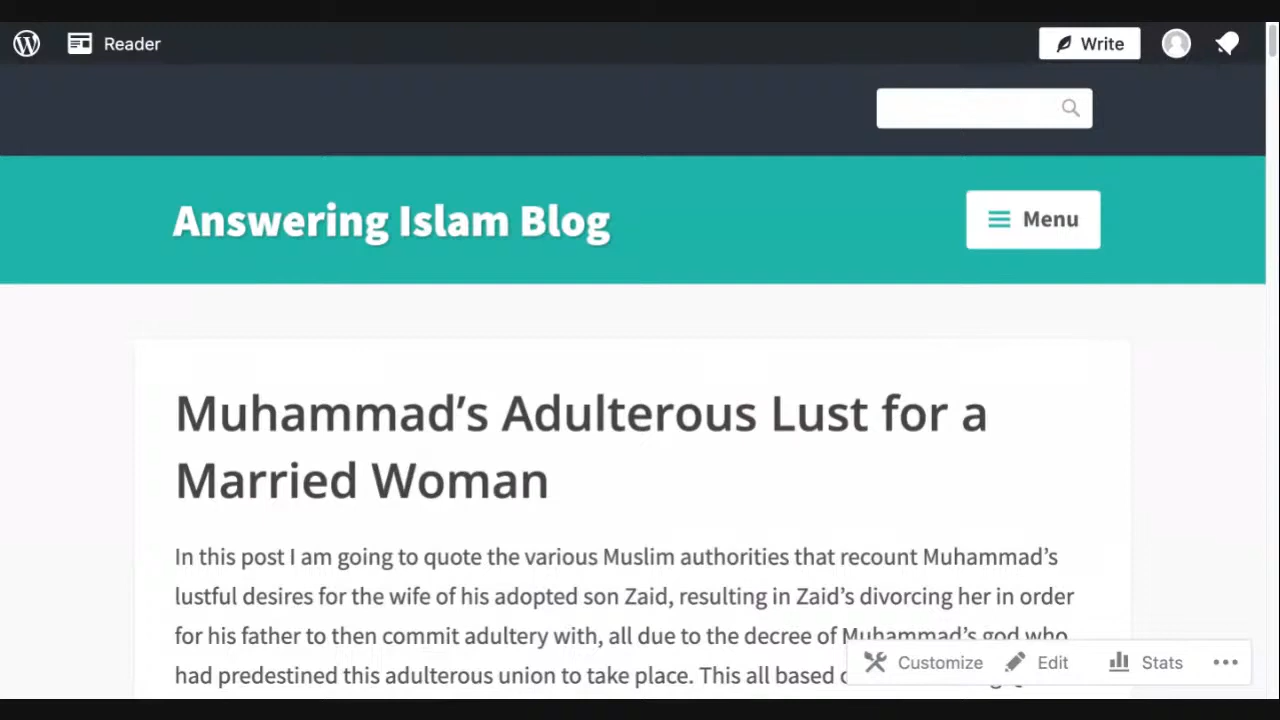 Reader
Write
Answering Islam Blog
Menu
Muhammad’s Adulterous Lust for a
Married Woman
In this post I am going to quote the various Muslim authorities that recount Muhammad’s
lustful desires for the wife of his adopted son Zaid, resulting in Zaid’s divorcing her in order
for his father to then commit adultery with, all due to the decree of Muhammad’s god who
had predestined this adulterous union to take place. This all based
Customize
Edit
Stats